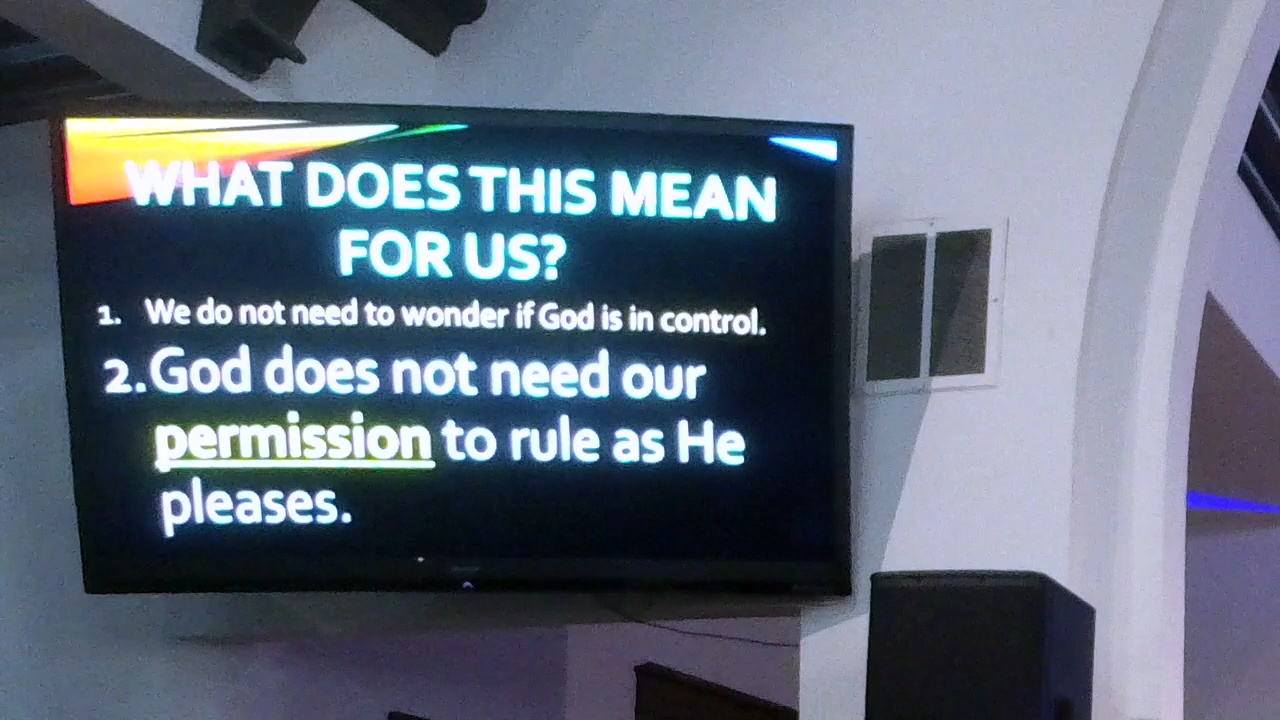 WHAT DOES THIS MEAN
FOR US?
1. We do not need to wonder if God is in control.
2. God does not need our
permission to rule as He
pleases.